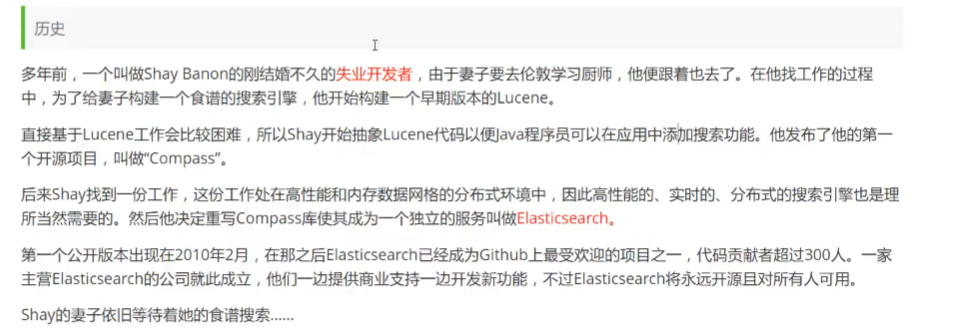 历史
多年前，一个叫做Shay Banon的刚结婚不久的失业开发者，由于妻子要去伦敦学习厨师，他便跟着也去了。在他找工作的过程
中，为了给妻子构建一个食谱的搜索引擎，他开始构建一个早期版本的Lucene。
直接基于Lucene工作会比较困难，所以Shay开始抽象Lucene代码以便Java程序员可以在应用中添加搜索功能。他发布了他的第一
个开源项目，叫做“Compass”。
后来Shay找到一份工作，这份工作处在高性能和内存数据网格的分布式环境中，因此高性能的、实时的、分布式的搜索引擎也是理
所当然需要的。然后他决定重写Compass库使其成为一个独立的服务叫做Elasticsearch。
第一个公开版本出现在2010年2月，在那之后Elasticsearch已经成为Github上最受欢迎的项目之一，代码贡献者超过300人。一家
主营Elasticsearch的公司就此成立，他们一边提供商业支持一边开发新功能，不过Elasticsearch将永远开源且对所有人可用。
Shay的妻子依旧等待着她的食谱搜索……